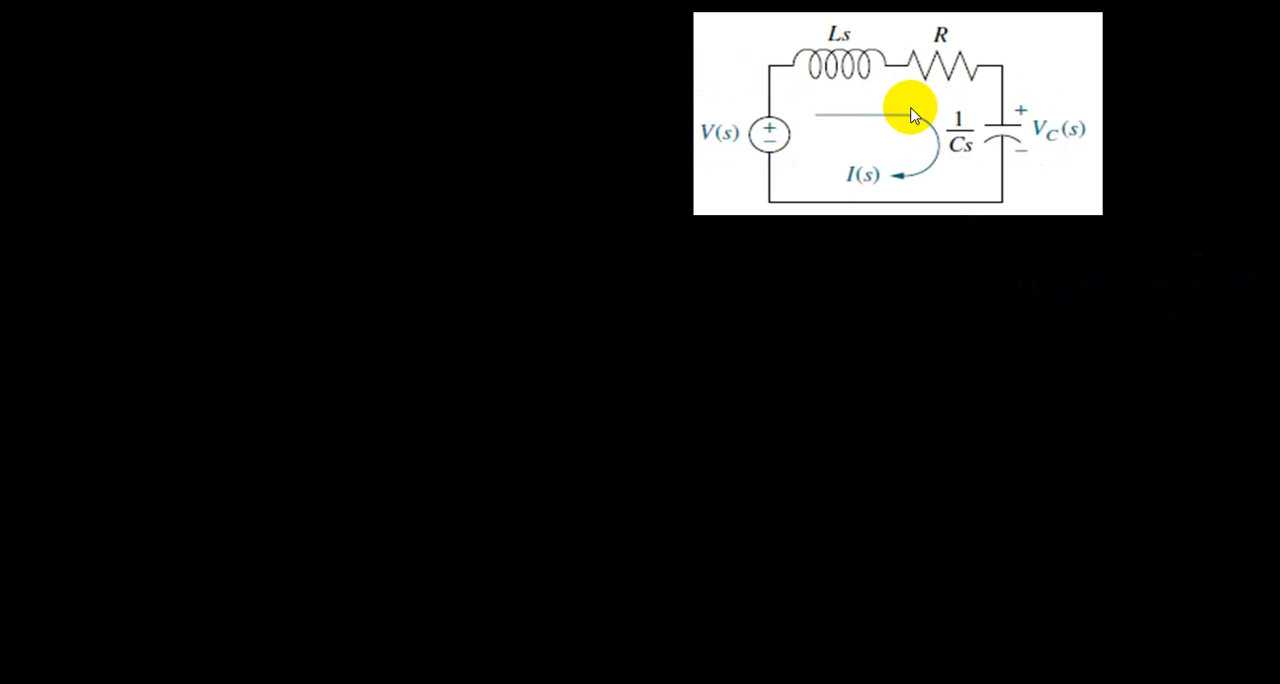 Ls R
V(s) + − 1/Cs + V_C(s) −
I(s)